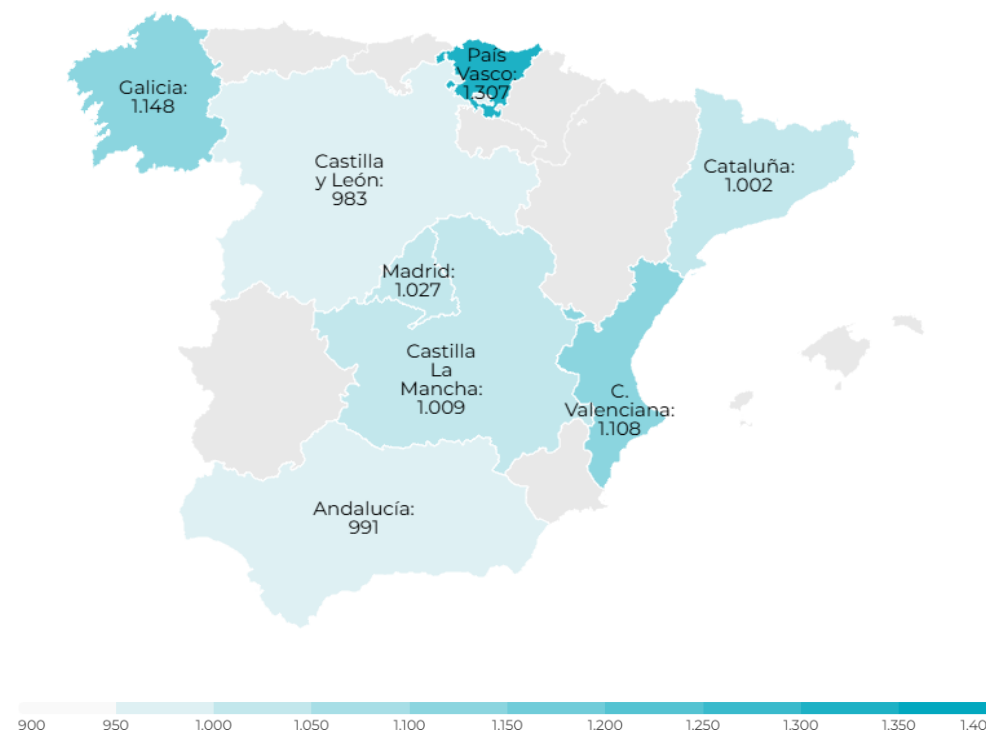 País
Vasco:
1.307
Galicia:
1.148
Castilla
y León:
983
Cataluña:
1.002
Madrid:
1.027
Castilla
La
Mancha:
1.009
C.
Valenciana:
1.108
Andalucía:
991
900 950 1.000 1.050 1.100 1.150 1.200 1.250 1.300 1.350 1.40